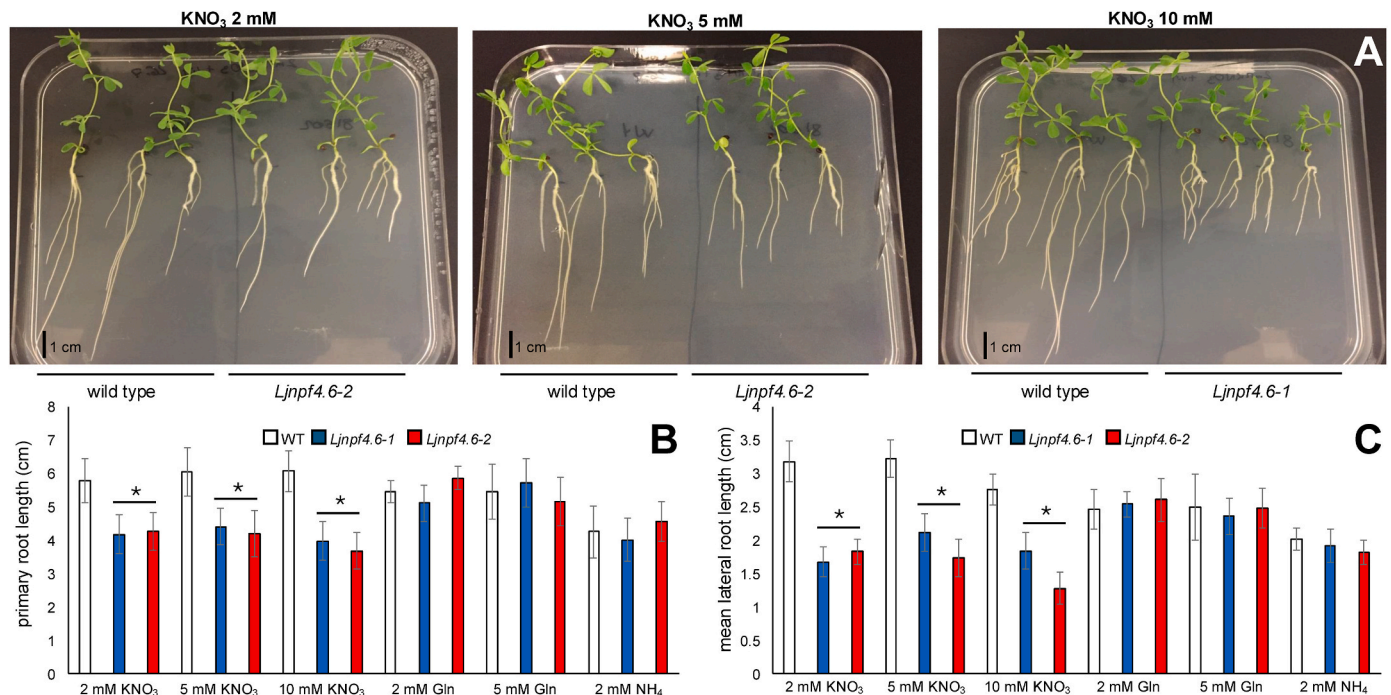 KNO₃ 2 mM
KNO₃ 5 mM
KNO₃ 10 mM
A
WT
1 cm
1 cm
1 cm
wild type
Ljnpf4.6-2
wild type
Ljnpf4.6-2
wild type
Ljnpf4.6-1
B
primary root length (cm)
8
7
6
5
4
3
2
1
0
WT Ljnpf4.6-1 Ljnpf4.6-2
* * *
2 mM KNO₃ 5 mM KNO₃ 10 mM KNO₃ 2 mM Gln 5 mM Gln 2 mM NH₄
C
mean lateral root length (cm)
4
3.5
3
2.5
2
1.5
1
0.5
0
WT Ljnpf4.6-1 Ljnpf4.6-2
* * *
2 mM KNO₃ 5 mM KNO₃ 10 mM KNO₃ 2 mM Gln 5 mM Gln 2 mM NH₄